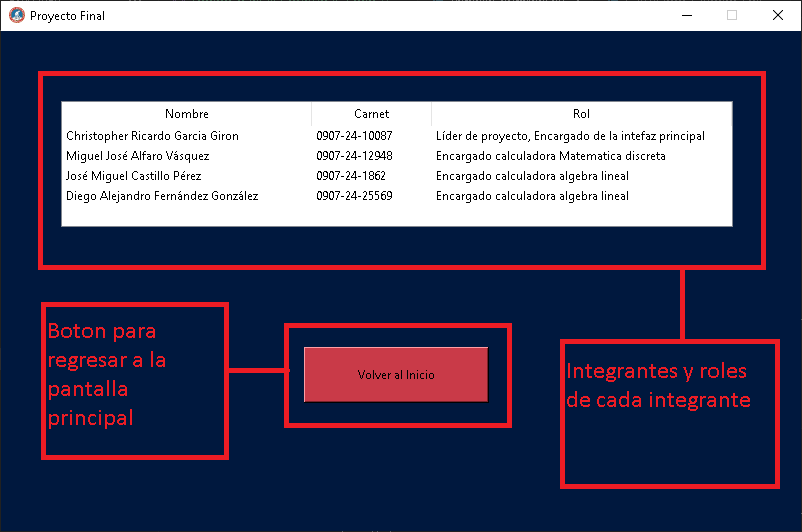 Proyecto Final
Nombre Carnet Rol
Christopher Ricardo Garcia Giron 0907-24-10087 Líder de proyecto, Encargado de la intefaz principal
Miguel José Alfaro Vásquez 0907-24-12948 Encargado calculadora Matematica discreta
José Miguel Castillo Pérez 0907-24-1862 Encargado calculadora algebra lineal
Diego Alejandro Fernández González 0907-24-25569 Encargado calculadora algebra lineal
Boton para
regresar a la
pantalla
principal
Volver al Inicio
Integrantes y roles
de cada integrante